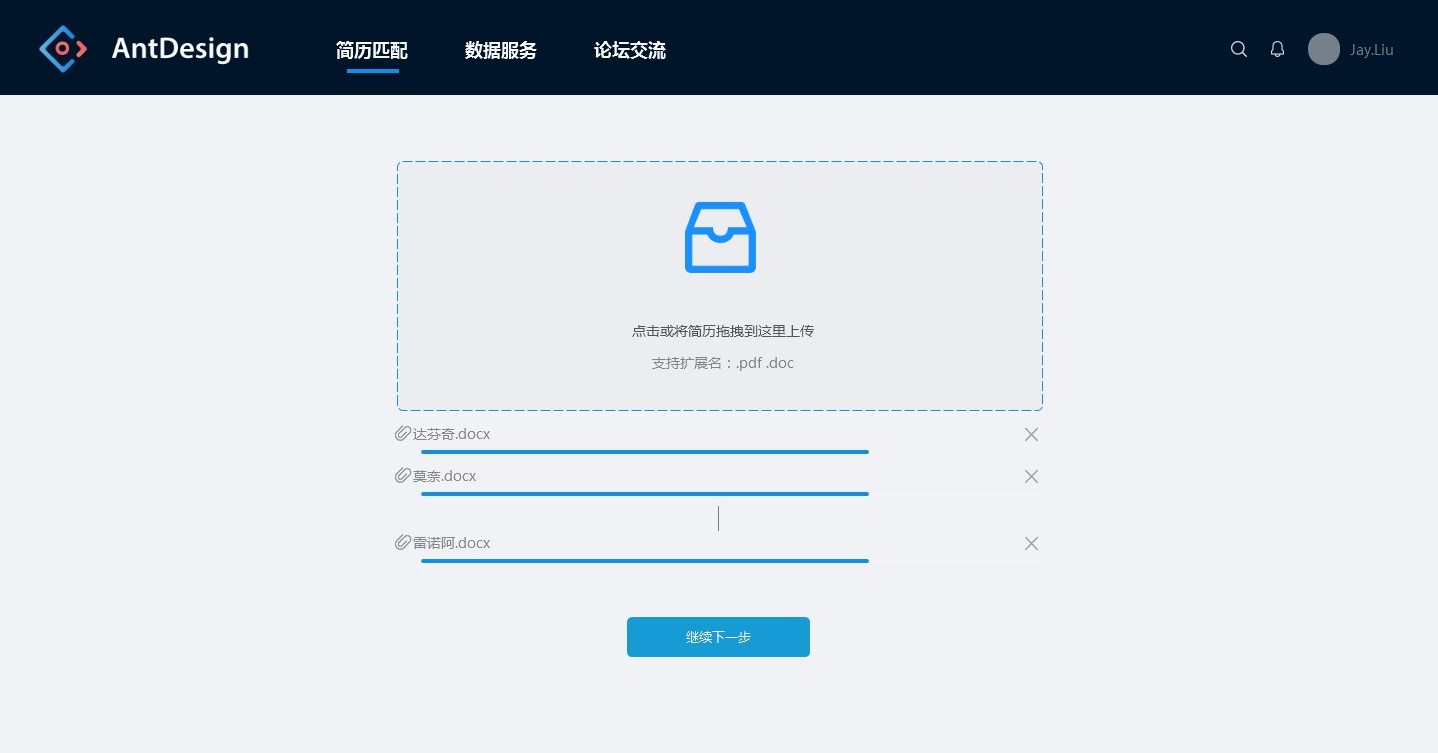 AntDesign
简历匹配
数据服务
论坛交流
Jay.Liu
点击或将简历拖拽到这里上传
支持扩展名：.pdf .doc
达芬奇.docx
莫奈.docx
雷诺阿.docx
继续下一步